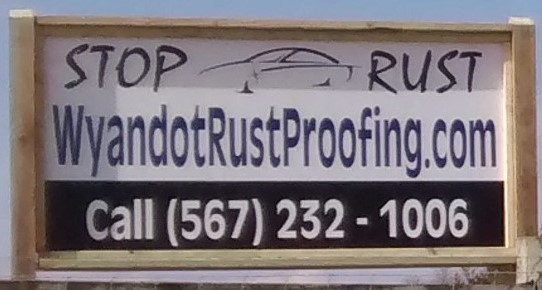 STOP RUST
WyandotRustProofing.com
Call (567) 232 - 1006